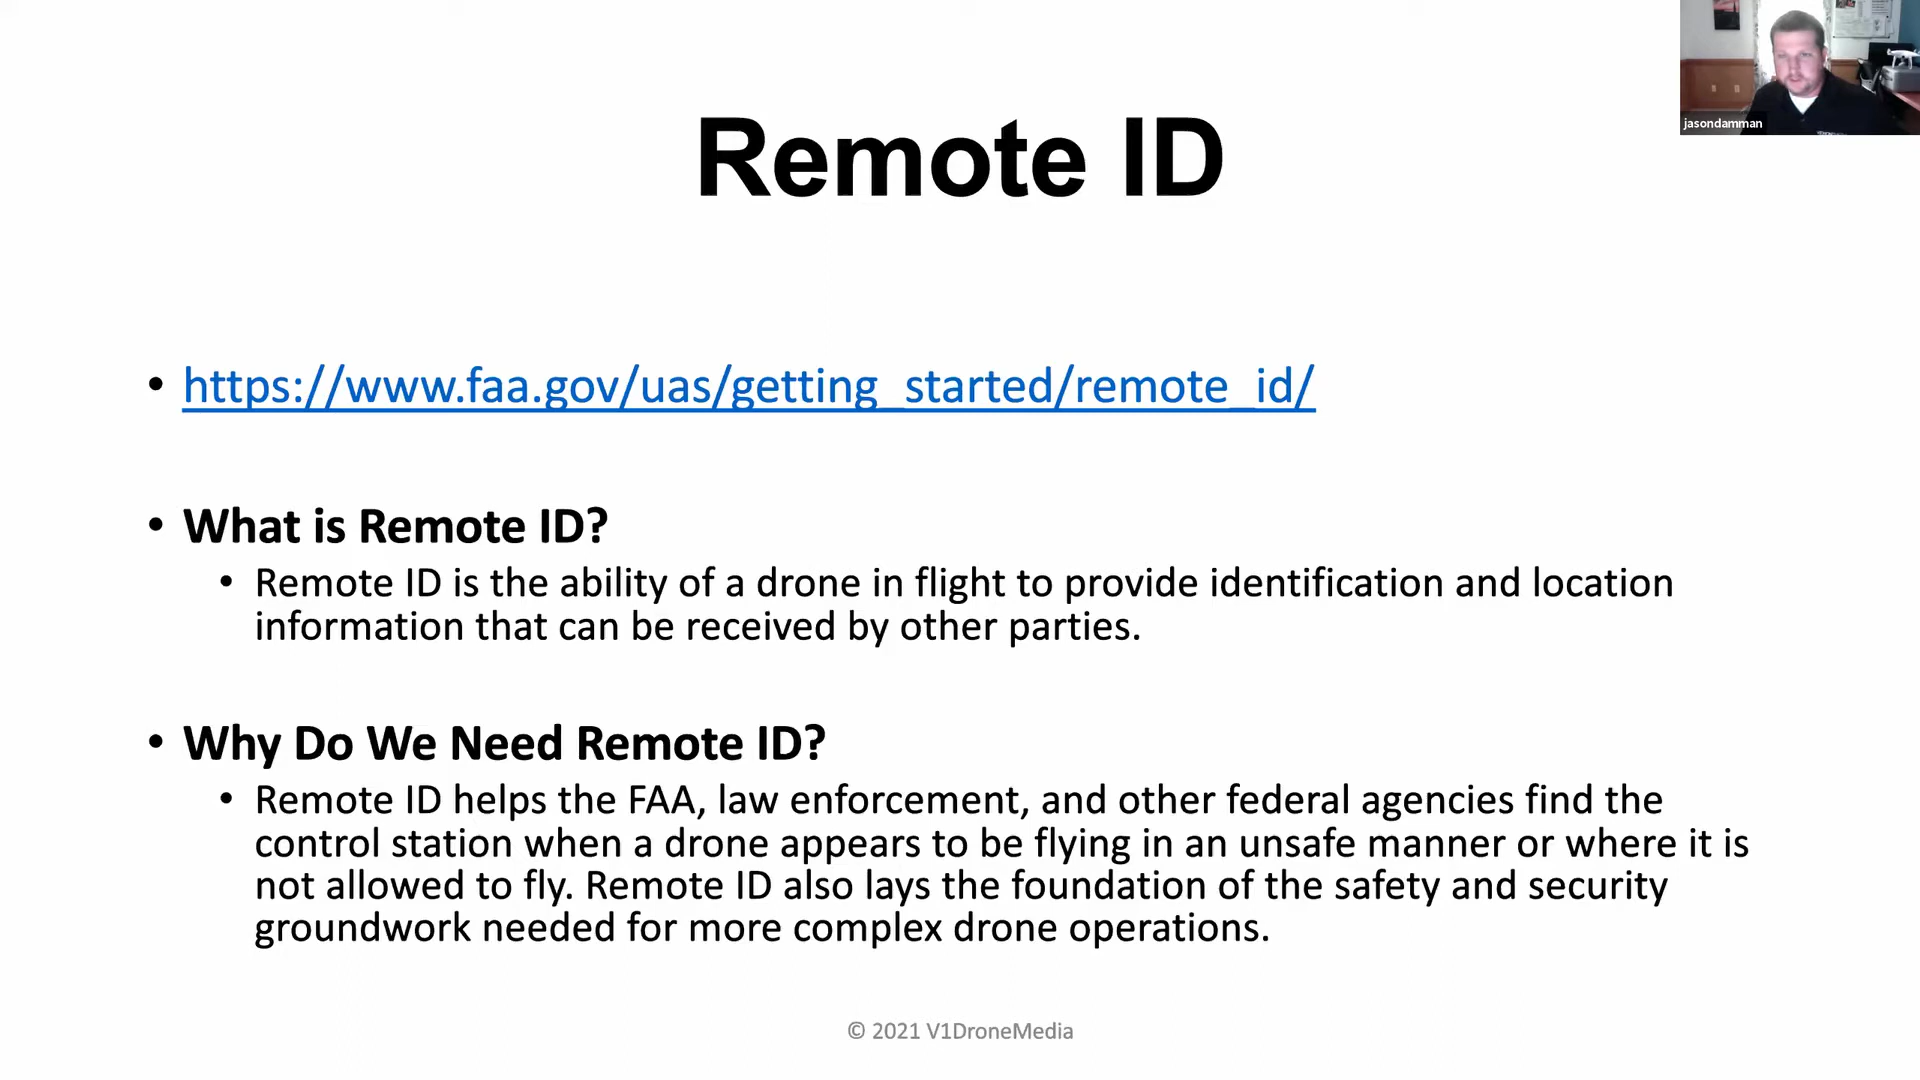 jasondamman
Remote ID
• https://www.faa.gov/uas/getting_started/remote_id/
• What is Remote ID?
• Remote ID is the ability of a drone in flight to provide identification and location
information that can be received by other parties.
• Why Do We Need Remote ID?
• Remote ID helps the FAA, law enforcement, and other federal agencies find the
control station when a drone appears to be flying in an unsafe manner or where it is
not allowed to fly. Remote ID also lays the foundation of the safety and security
groundwork needed for more complex drone operations.
© 2021 V1DroneMedia